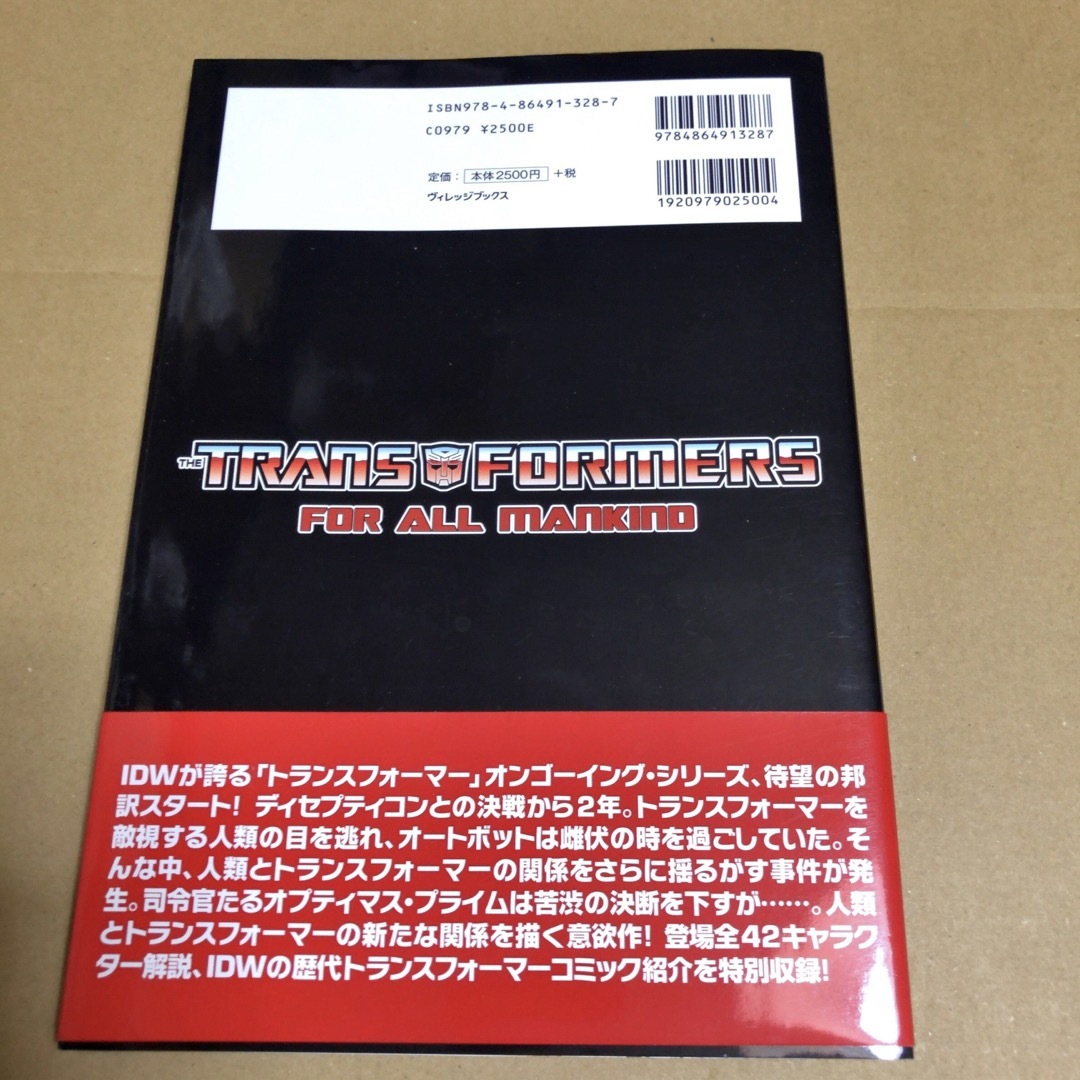 ISBN978-4-86491-328-7
C0979 ¥2500E
9784864913287
定価：本体2500円+税
ヴィレッジブックス
1920979025004
THE TRANSFORMERS
FOR ALL MANKIND
IDWが誇る「トランスフォーマー」オンゴーイング・シリーズ、待望の邦
訳スタート! ディセプティコンとの決戦から2年。トランスフォーマーを
敵視する人類の目を逃れ、オートボットは雌伏の時を過ごしていた。そ
んな中、人類とトランスフォーマーの関係をさらに揺るがす事件が発
生。司令官たるオプティマス・プライムは苦渋の決断を下すが……。人類
とトランスフォーマーの新たな関係を描く意欲作! 登場全42キャラク
ター解説、IDWの歴代トランスフォーマーコミック紹介を特別収録!